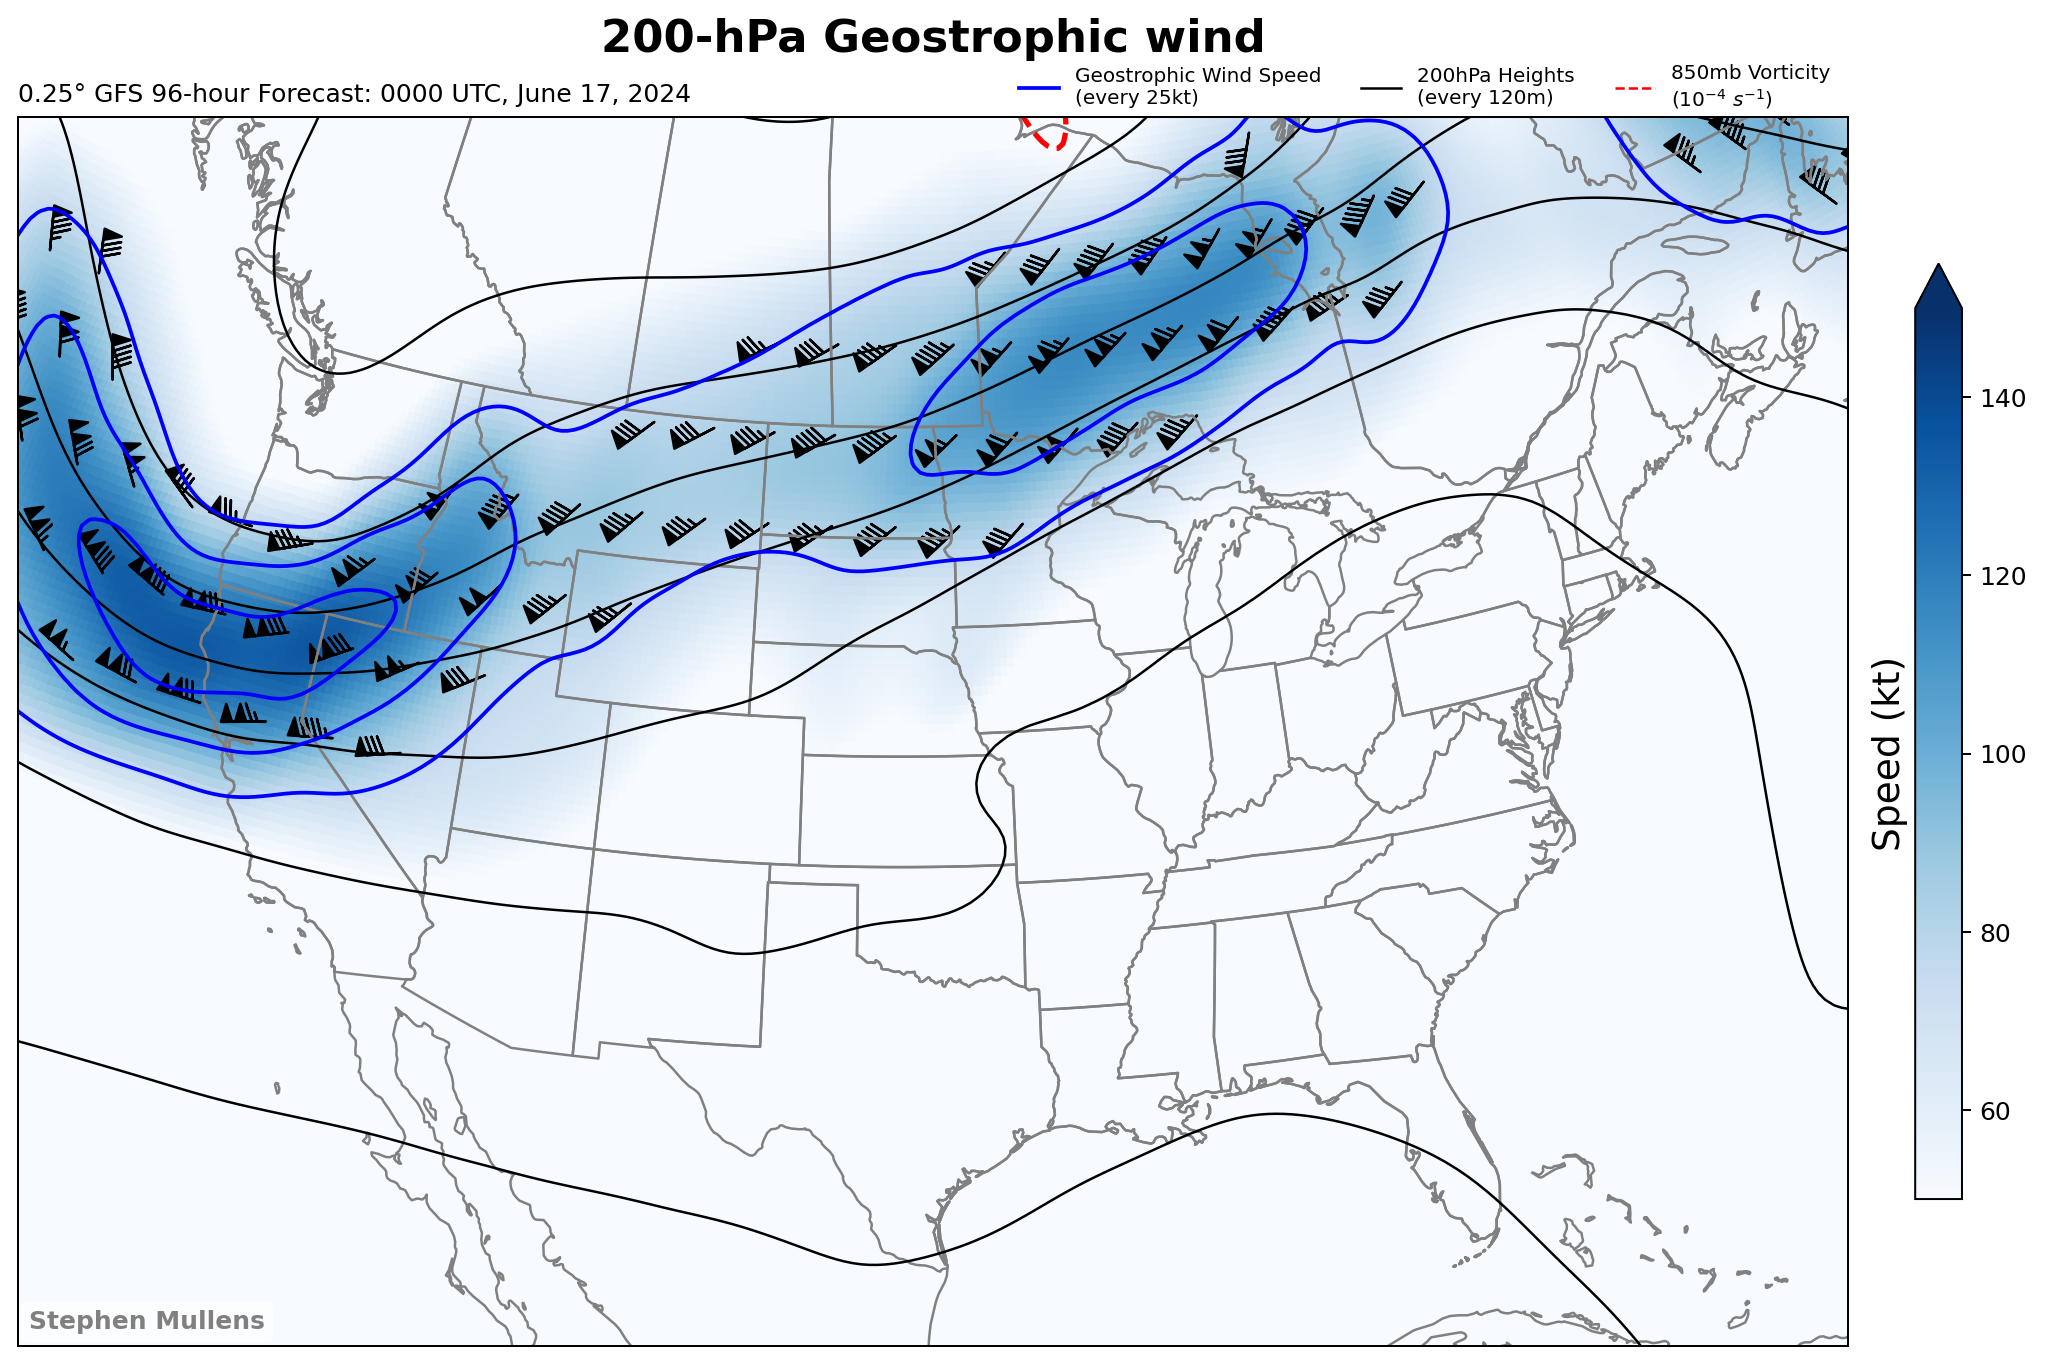 200-hPa Geostrophic wind
0.25° GFS 96-hour Forecast: 0000 UTC, June 17, 2024
Geostrophic Wind Speed
(every 25kt)
200hPa Heights
(every 120m)
850mb Vorticity
(10⁻⁴ s⁻¹)
140
120
100
80
60
Speed (kt)
Stephen Mullens